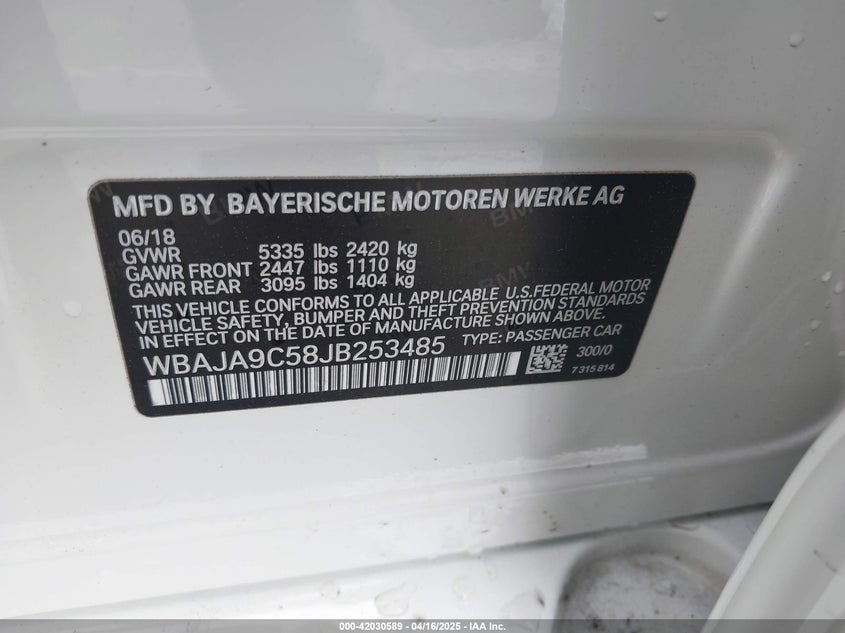 MFD BY BAYERISCHE MOTOREN WERKE AG
06/18
GVWR 5335 lbs 2420 kg
GAWR FRONT 2447 lbs 1110 kg
GAWR REAR 3095 lbs 1404 kg
THIS VEHICLE CONFORMS TO ALL APPLICABLE U.S.FEDERAL MOTOR
VEHICLE SAFETY, BUMPER AND THEFT PREVENTION STANDARDS
IN EFFECT ON THE DATE OF MANUFACTURE SHOWN ABOVE.
WBAJA9C58JB253485 TYPE: PASSENGER CAR
300/0
7 315 814
000-42030589 - 04/16/2025 - IAA Inc.